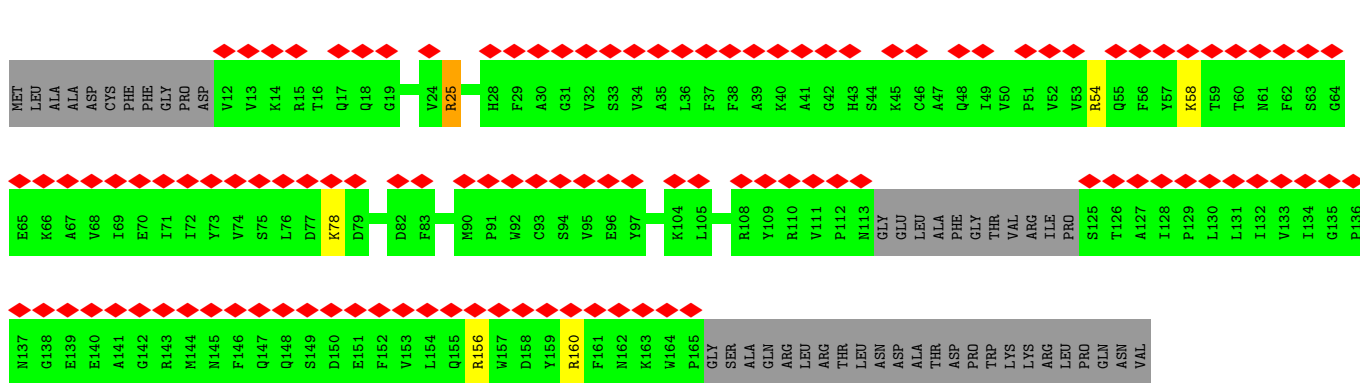 MET LEU ALA ALA ASP CYS PHE PHE GLY PRO ASP V12 V13 K14 R15 T16 Q17 Q18 G19 V24 R25 H28 F29 A30 G31 V32 S33 V34 A35 L36 F37 F38 A39 K40 A41 G42 H43 S44 K45 C46 A47 Q48 I49 V50 P51 V52 V53 R54 Q55 F56 Y57 K58 T59 T60 N61 F62 S63 G64
E65 K66 A67 V68 I69 E70 I71 I72 Y73 V74 S75 L76 D77 K78 D79 D82 F83 M90 P91 W92 C93 S94 V95 E96 Y97 K104 L105 R108 Y109 R110 V111 P112 N113 GLY GLU LEU ALA PHE GLY THR VAL ARG ILE PRO S125 T126 A127 I128 P129 L130 L131 I132 V133 I134 G135 P136
N137 G138 E139 E140 A141 G142 R143 M144 N145 F146 Q147 Q148 S149 D150 E151 F152 V153 L154 Q155 R156 W157 D158 Y159 R160 F161 N162 K163 W164 P165 GLY SER ALA GLN ARG LEU ARG THR LEU ASN ASP ALA THR ASP PRO TRP LYS LYS ARG LEU PRO GLN ASN VAL